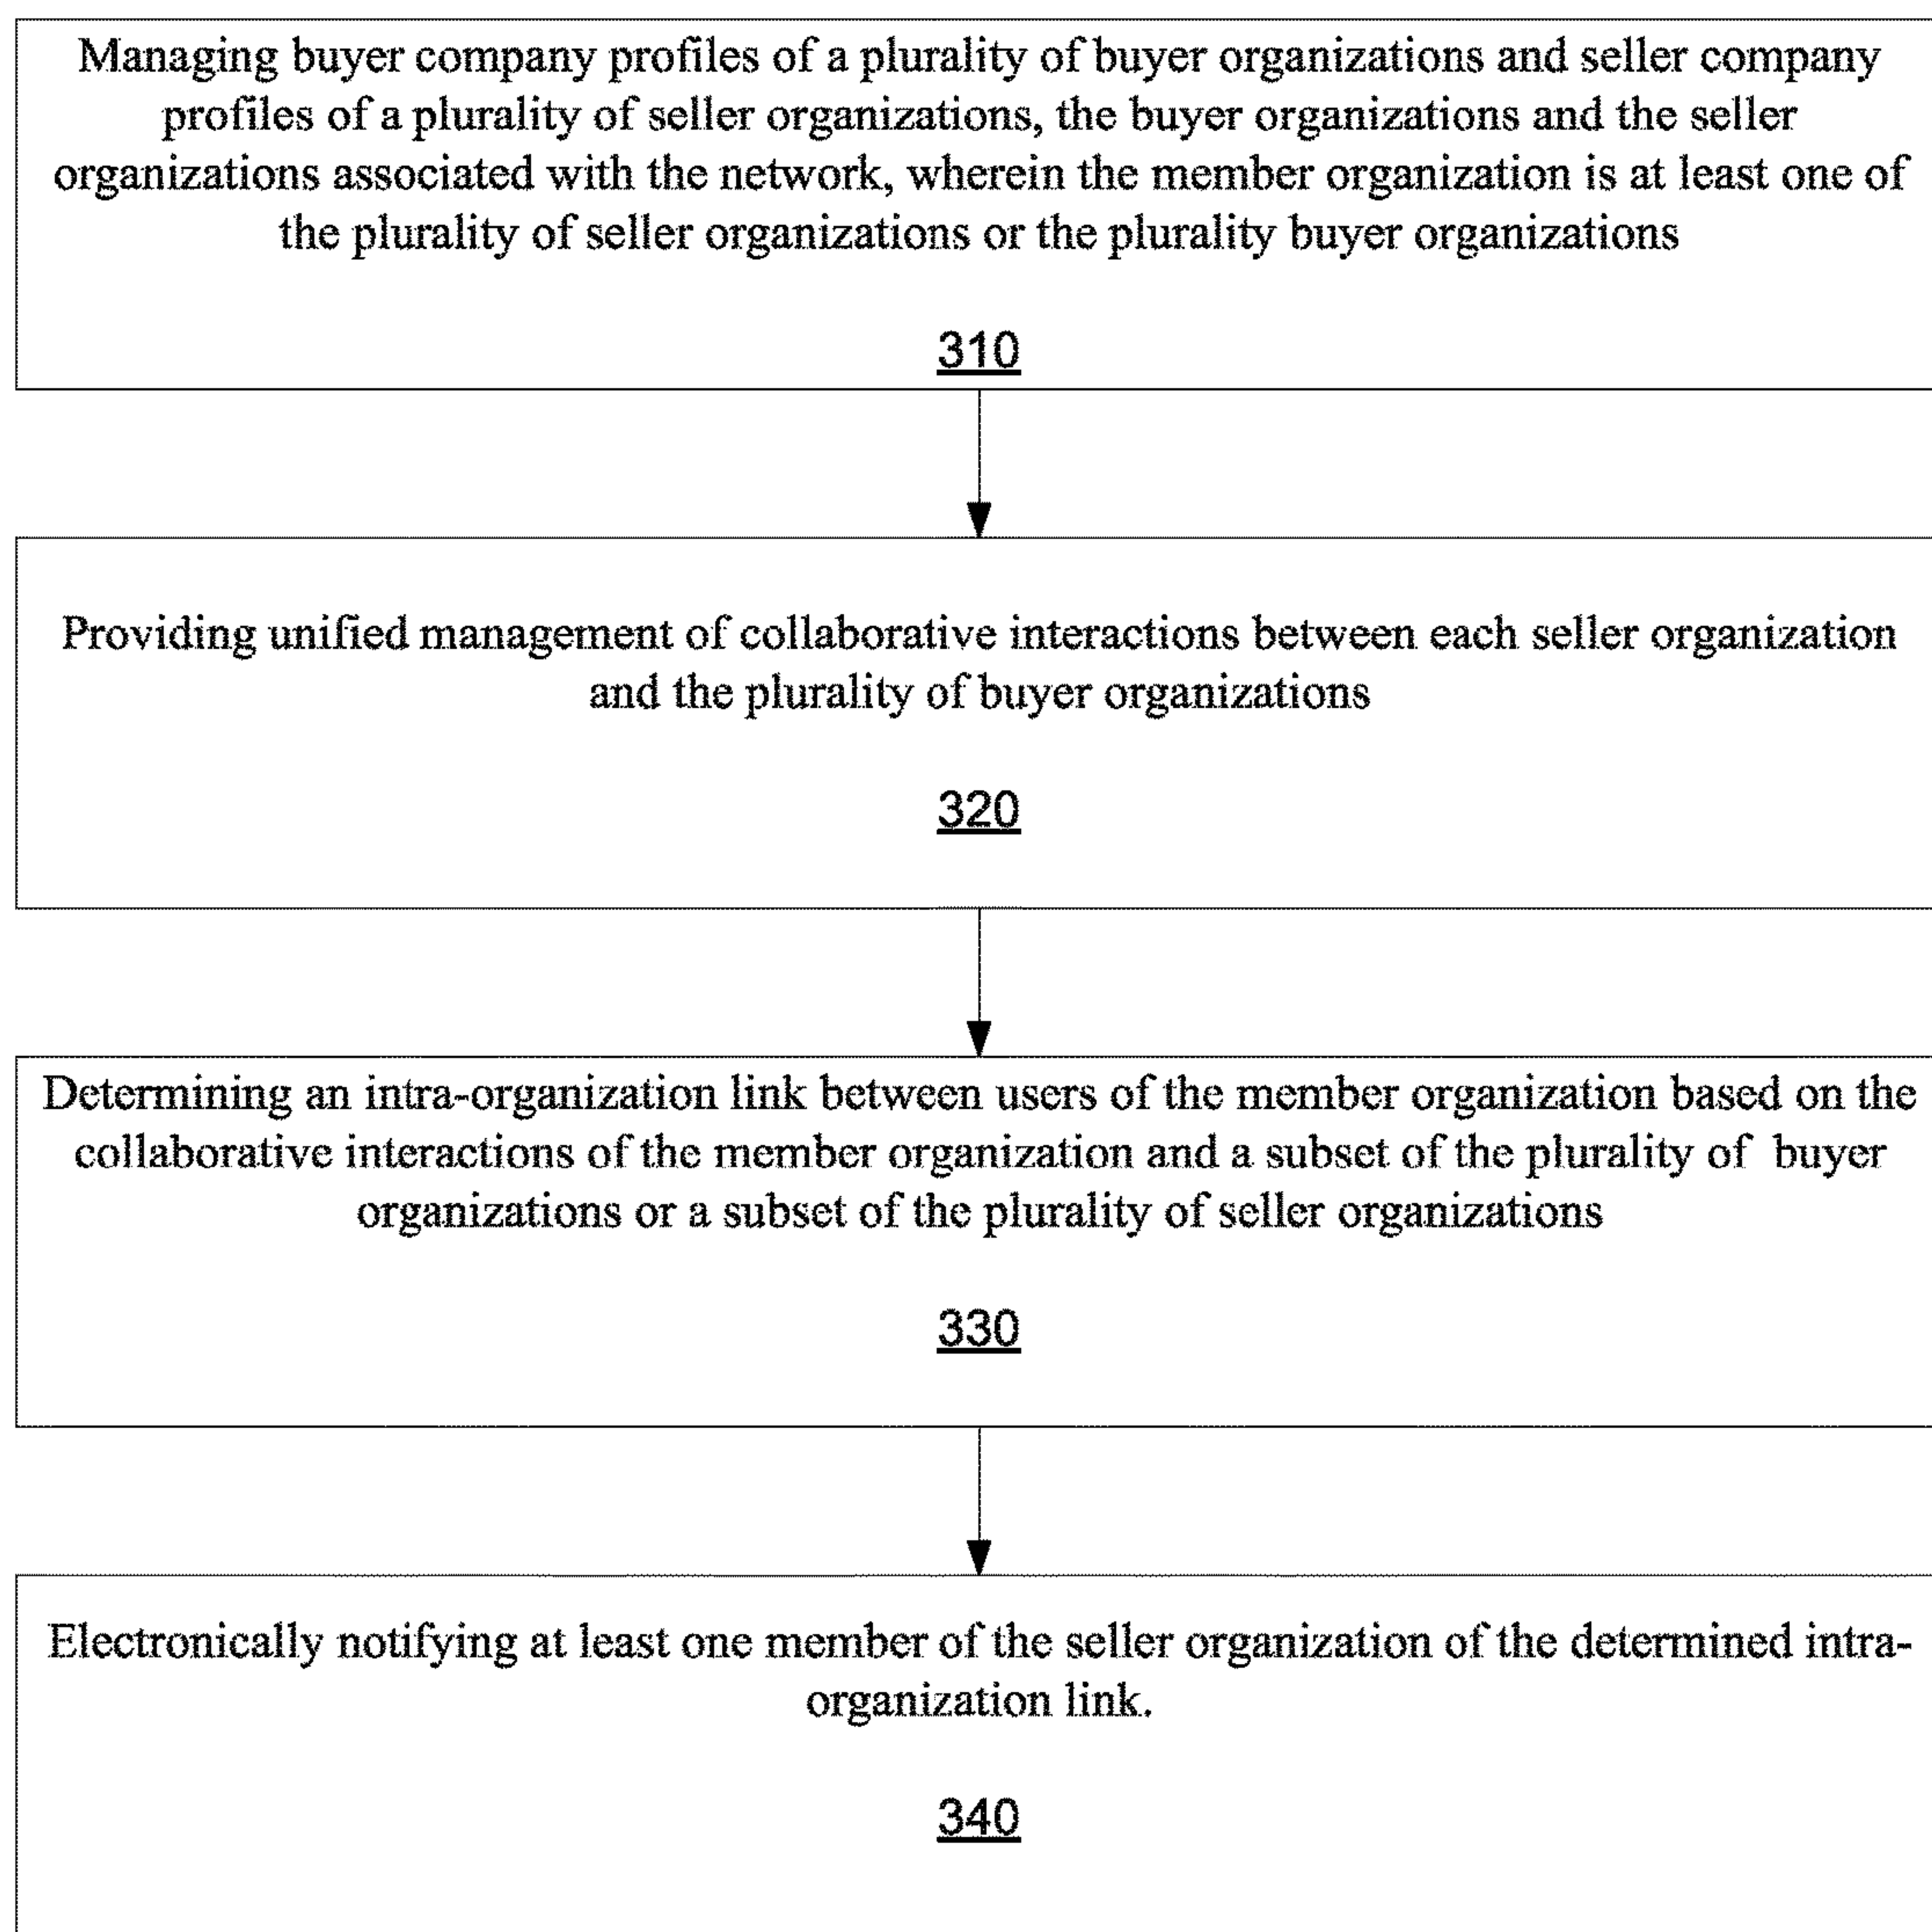 Managing buyer company profiles of a plurality of buyer organizations and seller company
profiles of a plurality of seller organizations, the buyer organizations and the seller
organizations associated with the network, wherein the member organization is at least one of
the plurality of seller organizations or the plurality buyer organizations
310
Providing unified management of collaborative interactions between each seller organization
and the plurality of buyer organizations
320
Determining an intra-organization link between users of the member organization based on the
collaborative interactions of the member organization and a subset of the plurality of buyer
organizations or a subset of the plurality of seller organizations
330
Electronically notifying at least one member of the seller organization of the determined intra-
organization link.
340